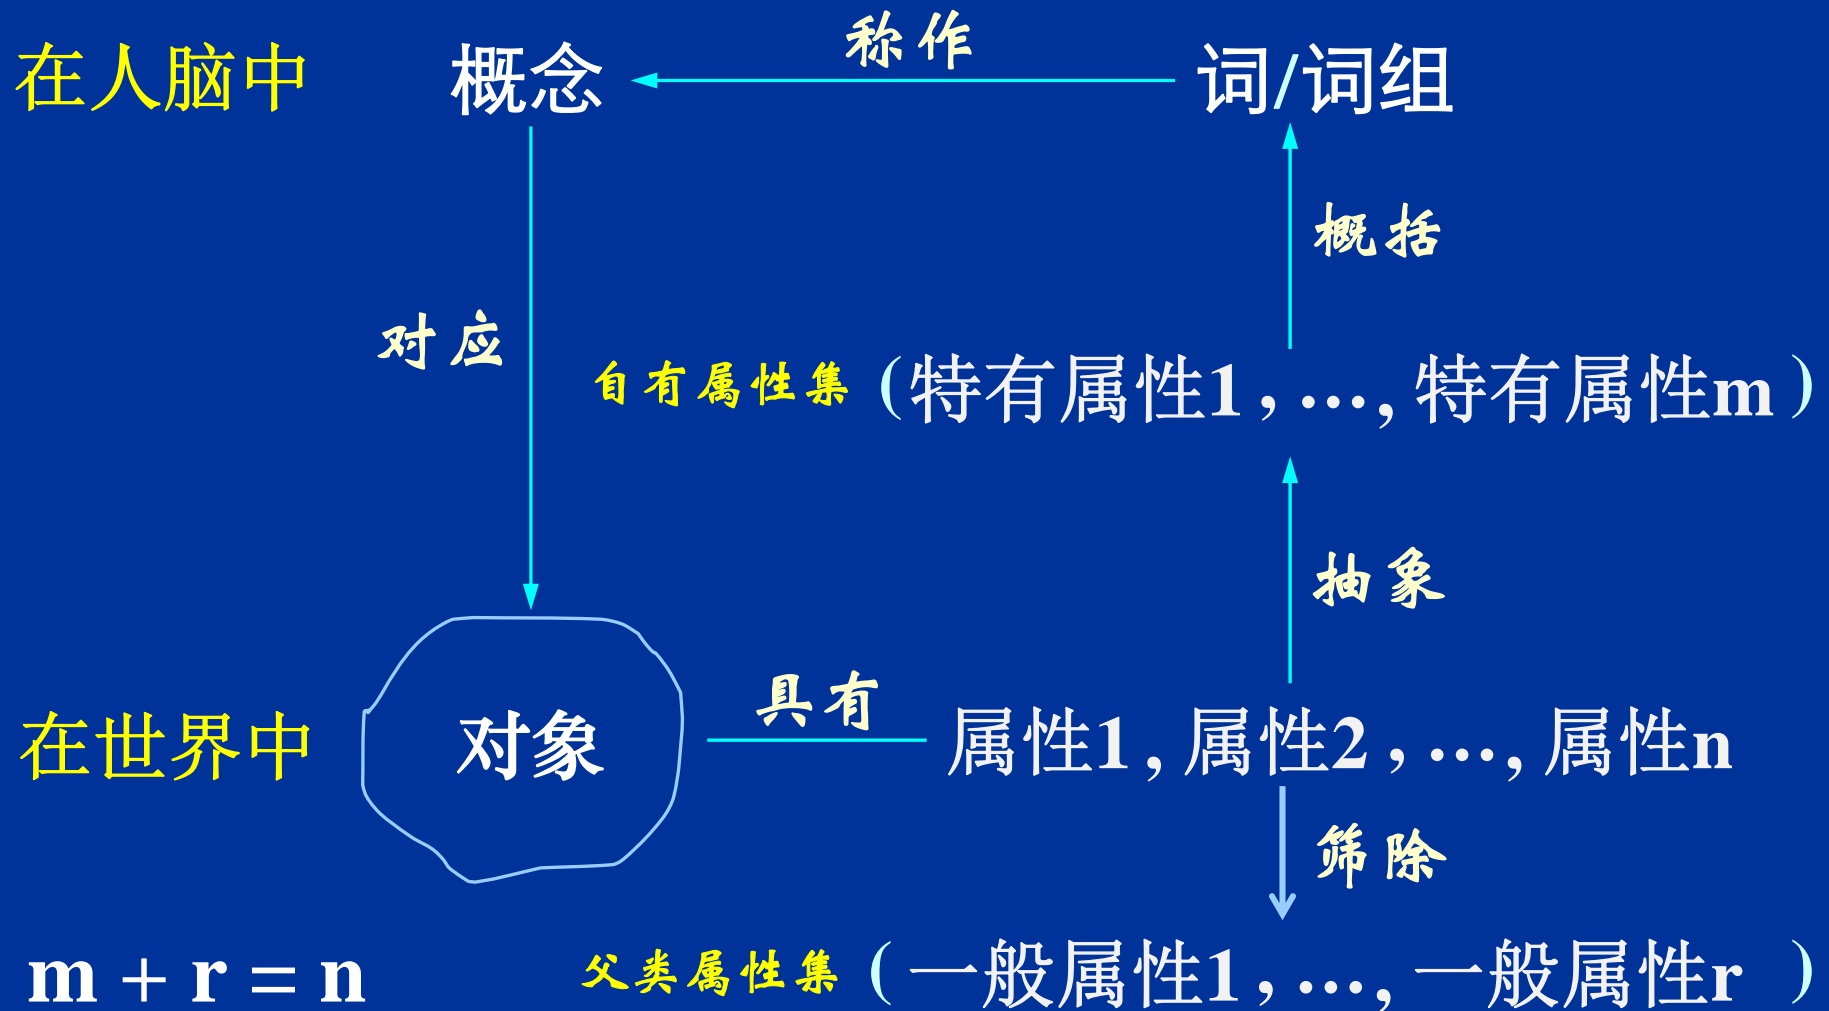 称作
在人脑中 概念 词/词组
概括
对应
自有属性集 (特有属性1, …, 特有属性m)
抽象
具有
在世界中 对象 属性1, 属性2, …, 属性n
筛除
m + r = n 父类属性集 (一般属性1, …, 一般属性r)